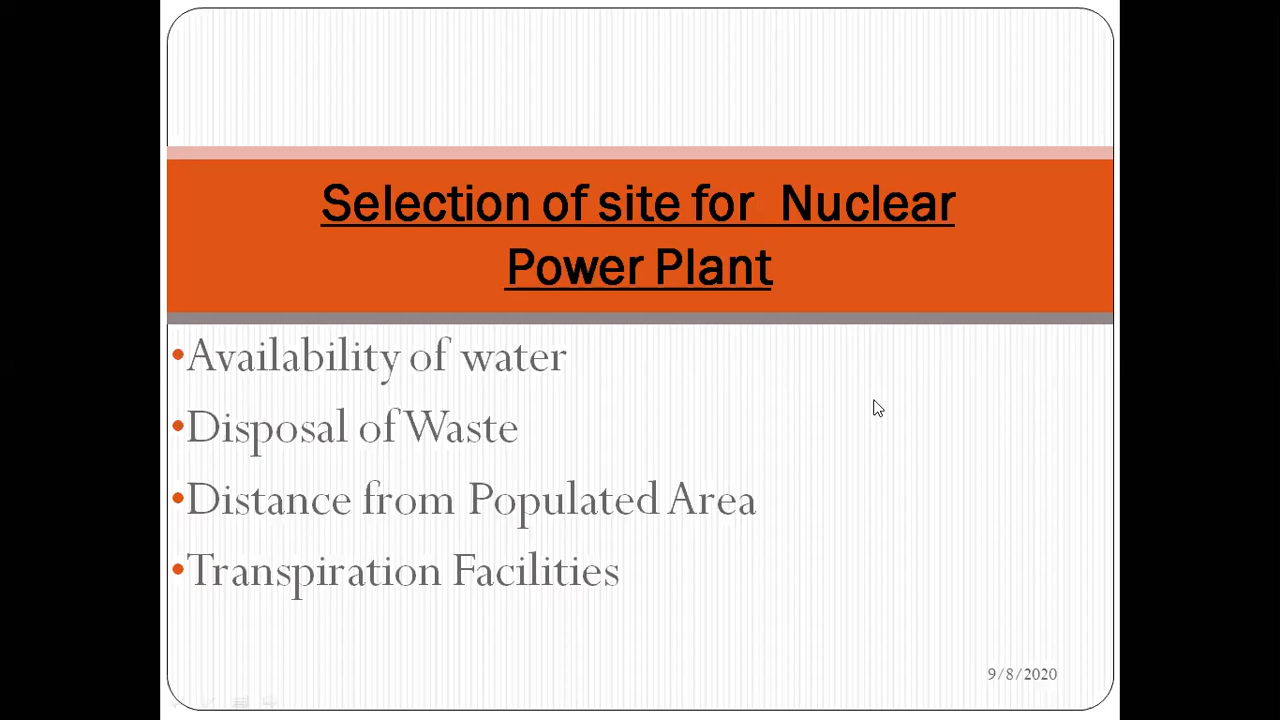 Selection of site for Nuclear
Power Plant
•Availability of water
•Disposal of Waste
•Distance from Populated Area
•Transpiration Facilities
9/8/2020